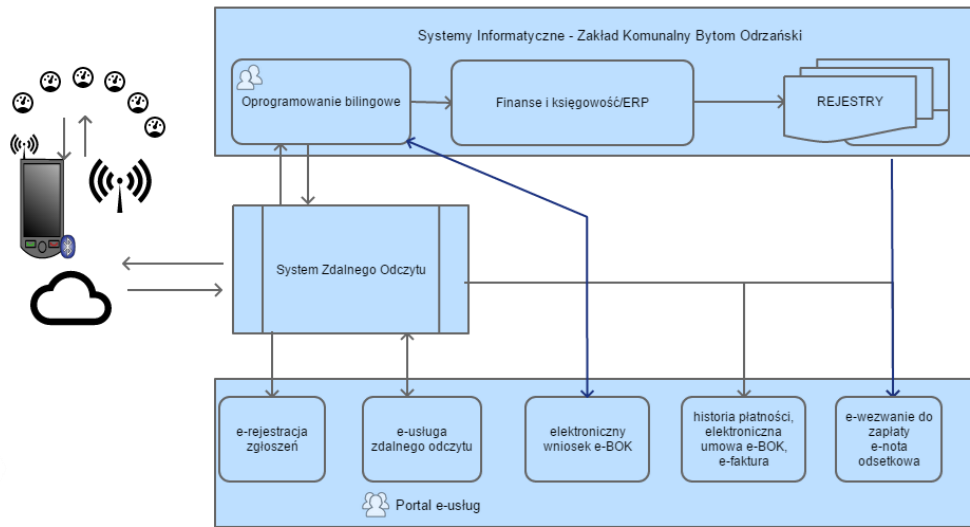 Systemy Informatyczne - Zakład Komunalny Bytom Odrzański
Oprogramowanie bilingowe
Finanse i księgowość/ERP
REJESTRY
System Zdalnego Odczytu
e-rejestracja
zgłoszeń
e-usługa
zdalnego odczytu
elektroniczny
wniosek e-BOK
historia płatności,
elektroniczna
umowa e-BOK,
e-faktura
e-wezwanie do
zapłaty
e-nota
odsetkowa
Portal e-usług